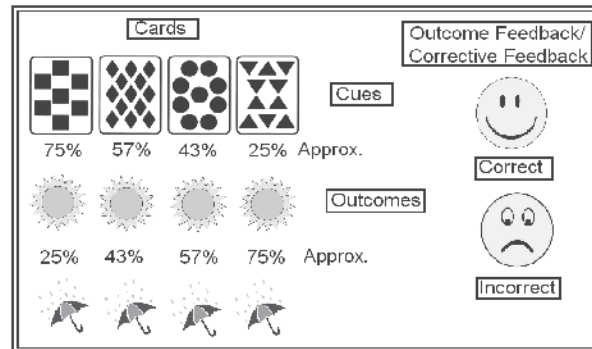 Cards
Outcome Feedback/
Corrective Feedback
Cues
75% 57% 43% 25% Approx.
Correct
Outcomes
25% 43% 57% 75% Approx.
Incorrect